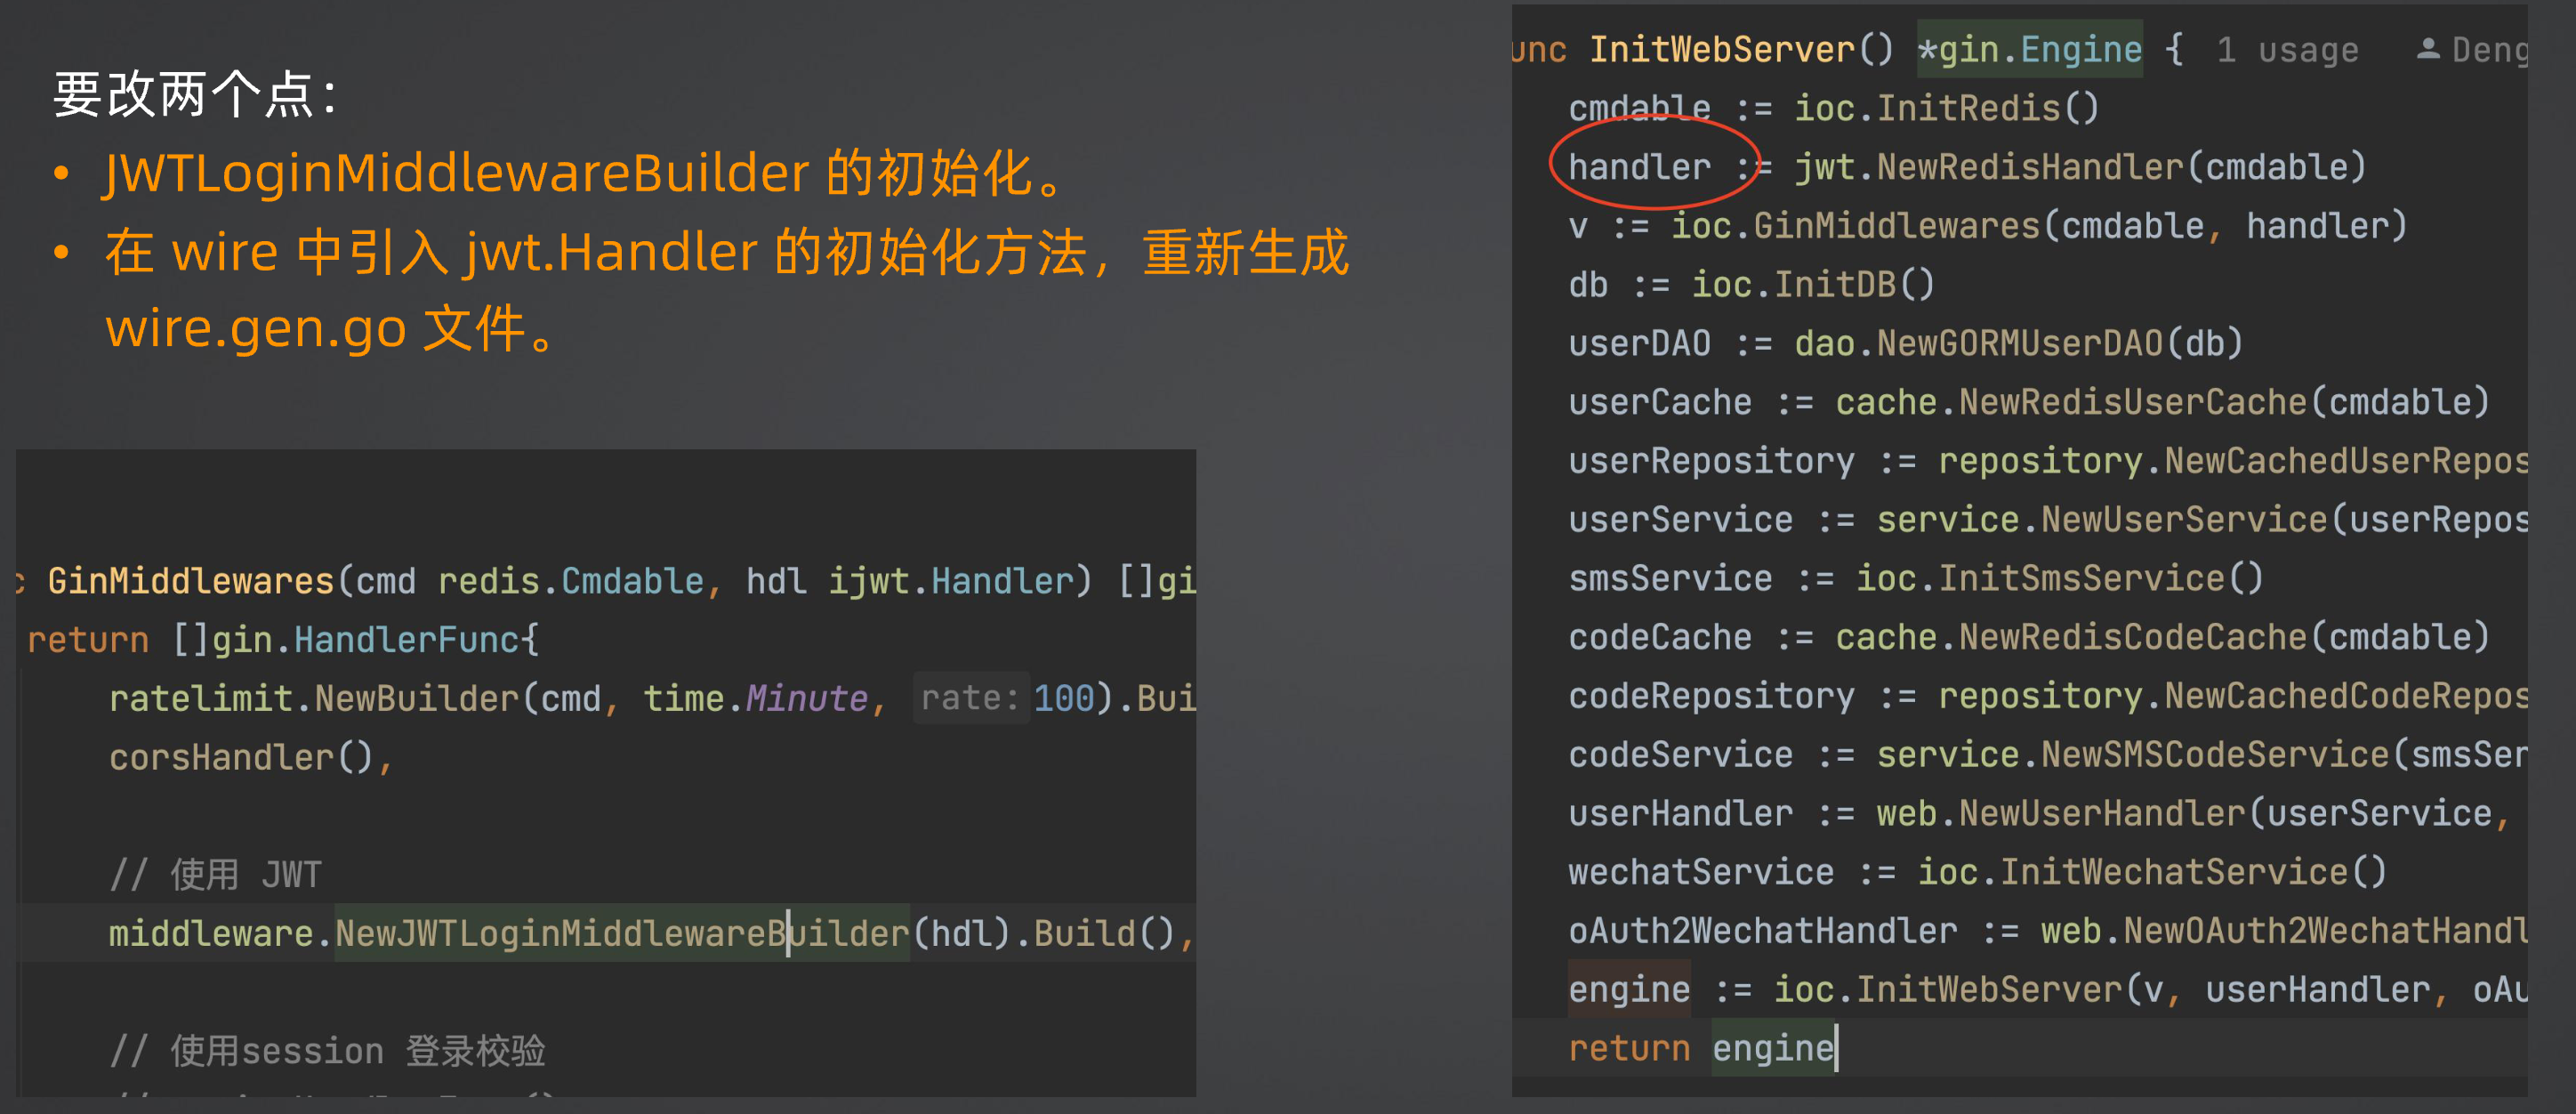 要改两个点：
• JWTLoginMiddlewareBuilder 的初始化。
• 在 wire 中引入 jwt.Handler 的初始化方法，重新生成
wire.gen.go 文件。
c GinMiddlewares(cmd redis.Cmdable, hdl ijwt.Handler) []gi
return []gin.HandlerFunc{
ratelimit.NewBuilder(cmd, time.Minute, rate: 100).Bui
corsHandler(),
// 使用 JWT
middleware.NewJWTLoginMiddlewareBuilder(hdl).Build(),
// 使用session 登录校验
unc InitWebServer() *gin.Engine { 1 usage Deng
cmdable := ioc.InitRedis()
handler := jwt.NewRedisHandler(cmdable)
v := ioc.GinMiddlewares(cmdable, handler)
db := ioc.InitDB()
userDAO := dao.NewGORMUserDAO(db)
userCache := cache.NewRedisUserCache(cmdable)
userRepository := repository.NewCachedUserRepos
userService := service.NewUserService(userRepos
smsService := ioc.InitSmsService()
codeCache := cache.NewRedisCodeCache(cmdable)
codeRepository := repository.NewCachedCodeRepos
codeService := service.NewSMSCodeService(smsSer
userHandler := web.NewUserHandler(userService,
wechatService := ioc.InitWechatService()
oAuth2WechatHandler := web.NewOAuth2WechatHandl
engine := ioc.InitWebServer(v, userHandler, oAu
return engine